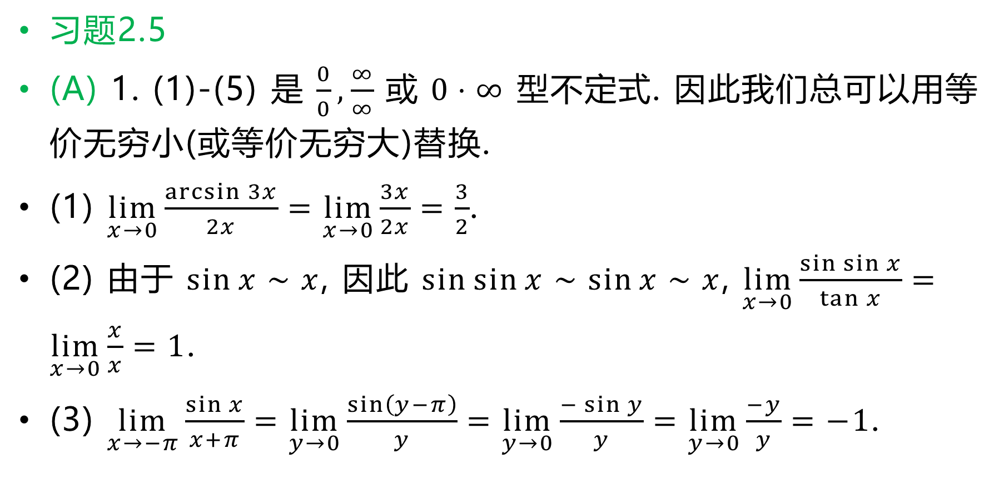 • 习题2.5
• (A) 1. (1)-(5) 是 $\frac{0}{0}, \frac{\infty}{\infty}$ 或 $0 \cdot \infty$ 型不定式. 因此我们总可以用等
价无穷小(或等价无穷大)替换.
• (1) $\lim\limits_{x \to 0} \frac{\arcsin 3x}{2x} = \lim\limits_{x \to 0} \frac{3x}{2x} = \frac{3}{2}.$
• (2) 由于 $\sin x \sim x$, 因此 $\sin \sin x \sim \sin x \sim x$, $\lim\limits_{x \to 0} \frac{\sin \sin x}{\tan x} =$
$\lim\limits_{x \to 0} \frac{x}{x} = 1.$
• (3) $\lim\limits_{x \to -\pi} \frac{\sin x}{x+\pi} = \lim\limits_{y \to 0} \frac{\sin(y-\pi)}{y} = \lim\limits_{y \to 0} \frac{-\sin y}{y} = \lim\limits_{y \to 0} \frac{-y}{y} = -1.$